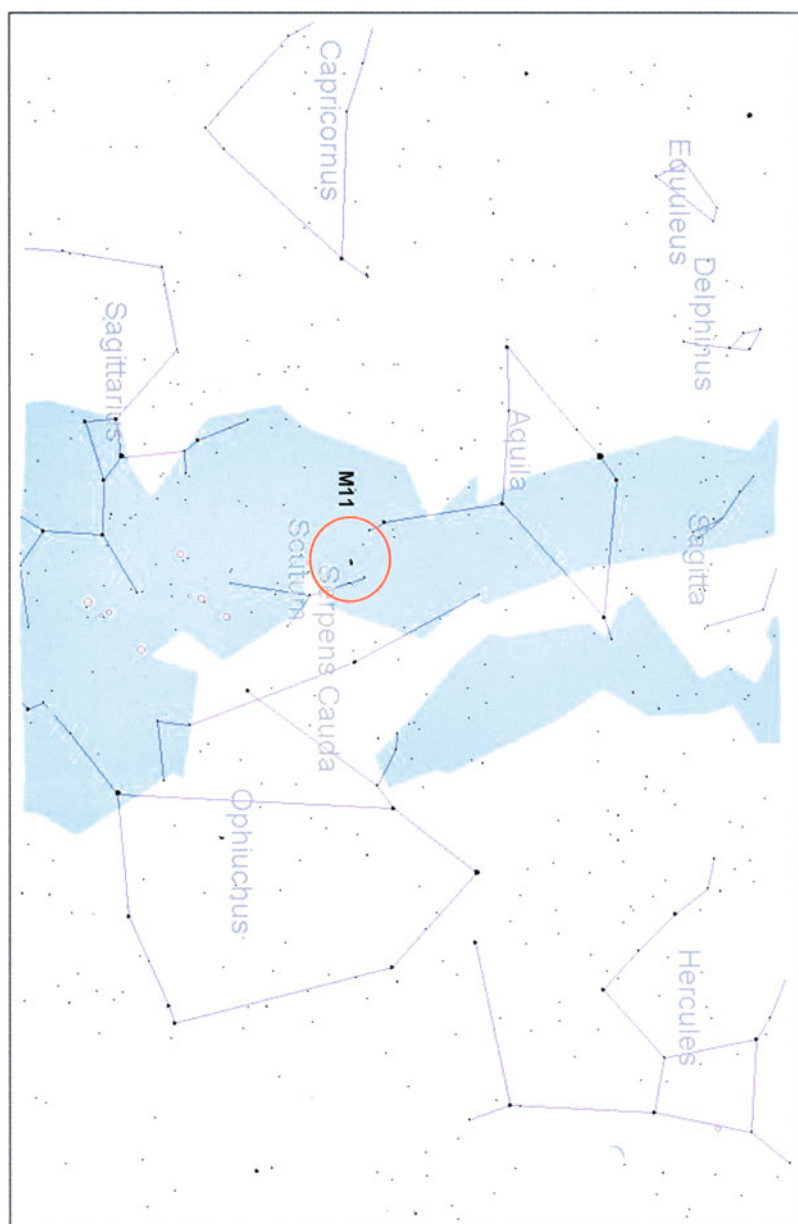 Capricornus
Equuleus
Delphinus
Sagittarius
Aquila
M11
Scutum
Serpens Cauda
Sagitta
Ophiuchus
Hercules